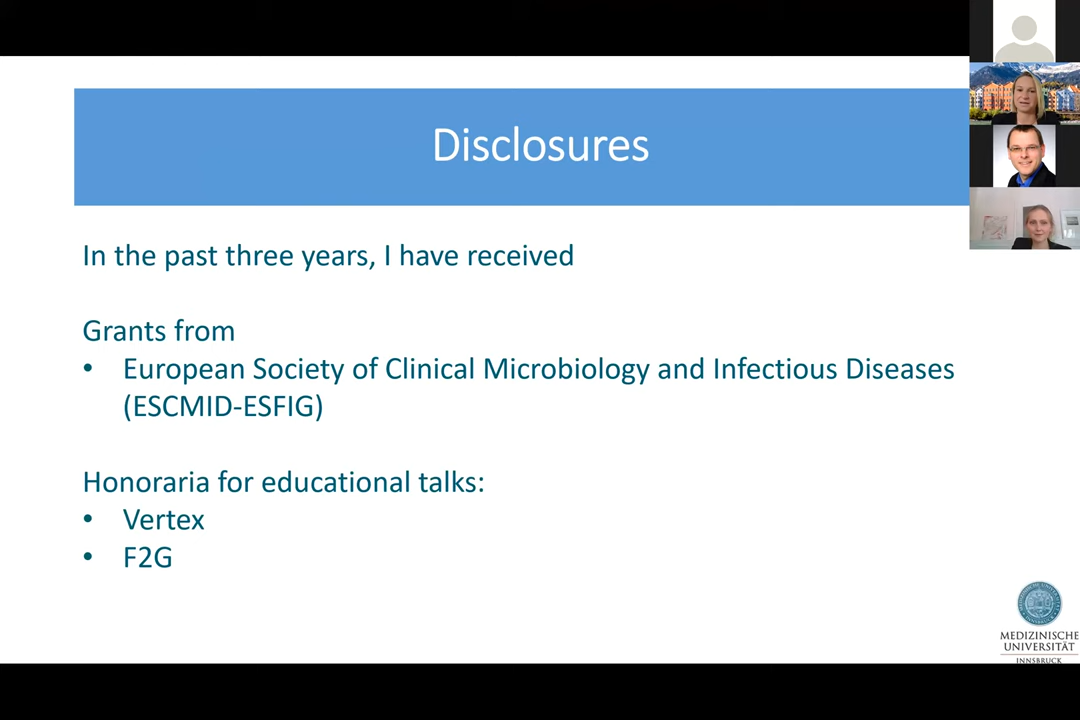 Disclosures
In the past three years, I have received
Grants from
• European Society of Clinical Microbiology and Infectious Diseases
(ESCMID-ESFIG)
Honoraria for educational talks:
• Vertex
• F2G
MEDIZINISCHE
UNIVERSITÄT
INNSBRUCK